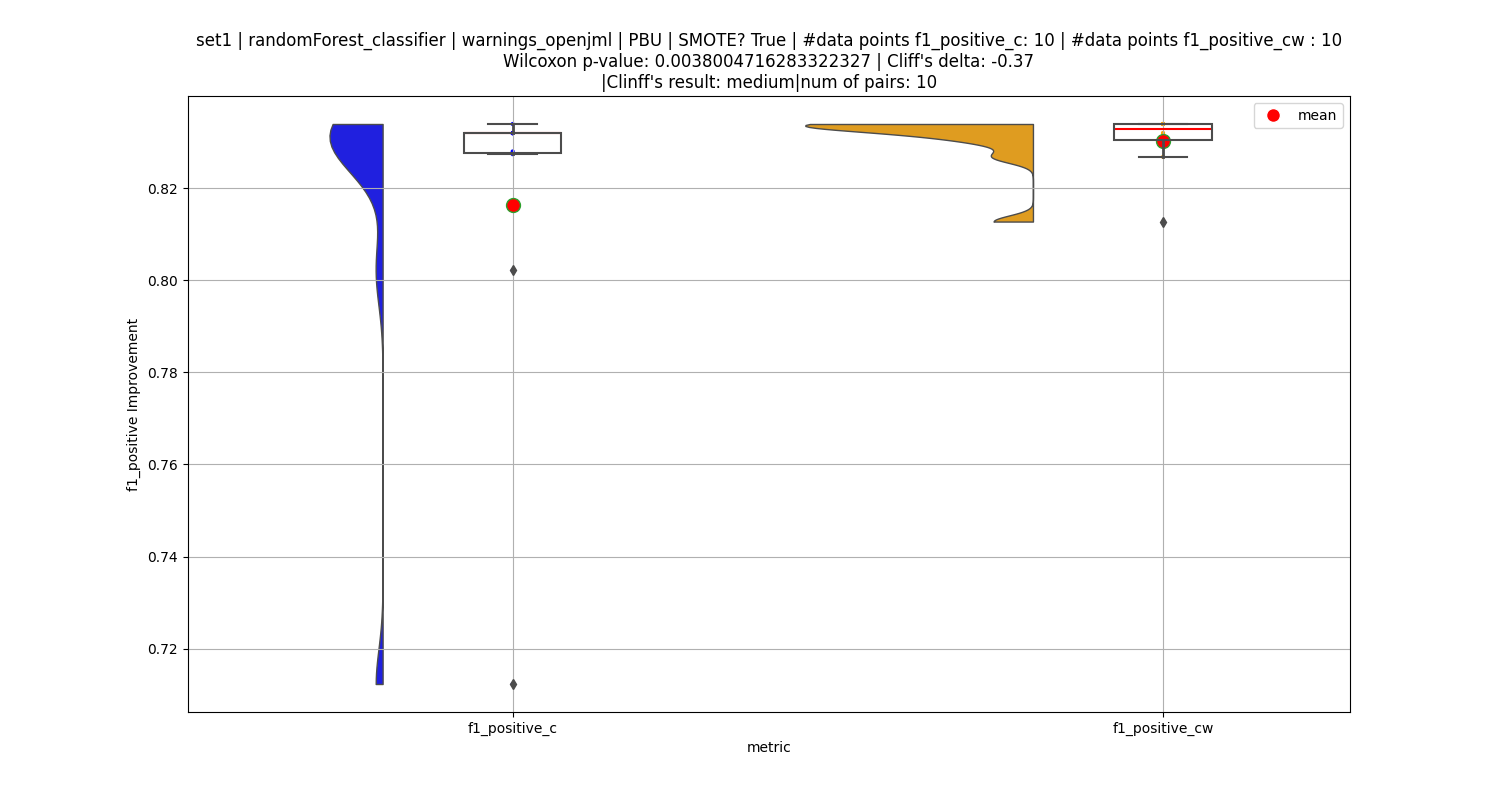 set1 | randomForest_classifier | warnings_openjml | PBU | SMOTE? True | #data points f1_positive_c: 10 | #data points f1_positive_cw : 10
Wilcoxon p-value: 0.0038004716283322327 | Cliff's delta: -0.37
|Clinff's result: medium|num of pairs: 10
mean
0.82
0.80
0.78
0.76
0.74
0.72
f1_positive Improvement
f1_positive_c
f1_positive_cw
metric